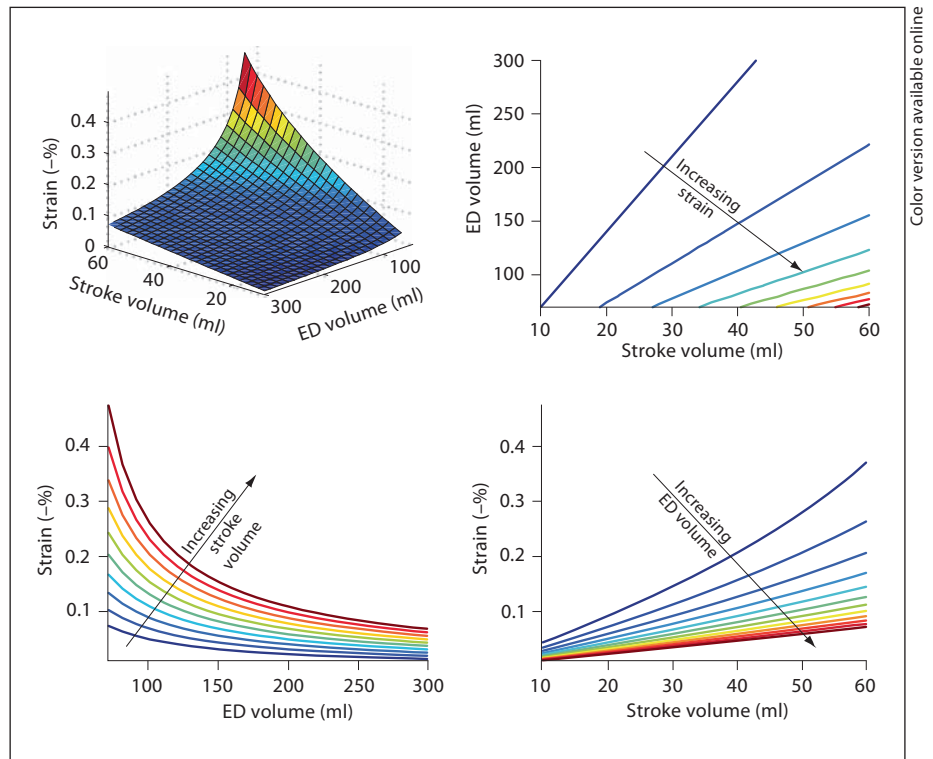 Color version available online
0.4
0.3
0.2
0.1
0
60
40
20
300
200
100
Strain (–%)
Stroke volume (ml)
ED volume (ml)
300
250
200
150
100
10
20
30
40
50
60
ED volume (ml)
Stroke volume (ml)
Increasing
strain
0.4
0.3
0.2
0.1
100
150
200
250
300
Strain (–%)
ED volume (ml)
Increasing
stroke
volume
0.4
0.3
0.2
0.1
10
20
30
40
50
60
Strain (–%)
Stroke volume (ml)
Increasing
ED volume